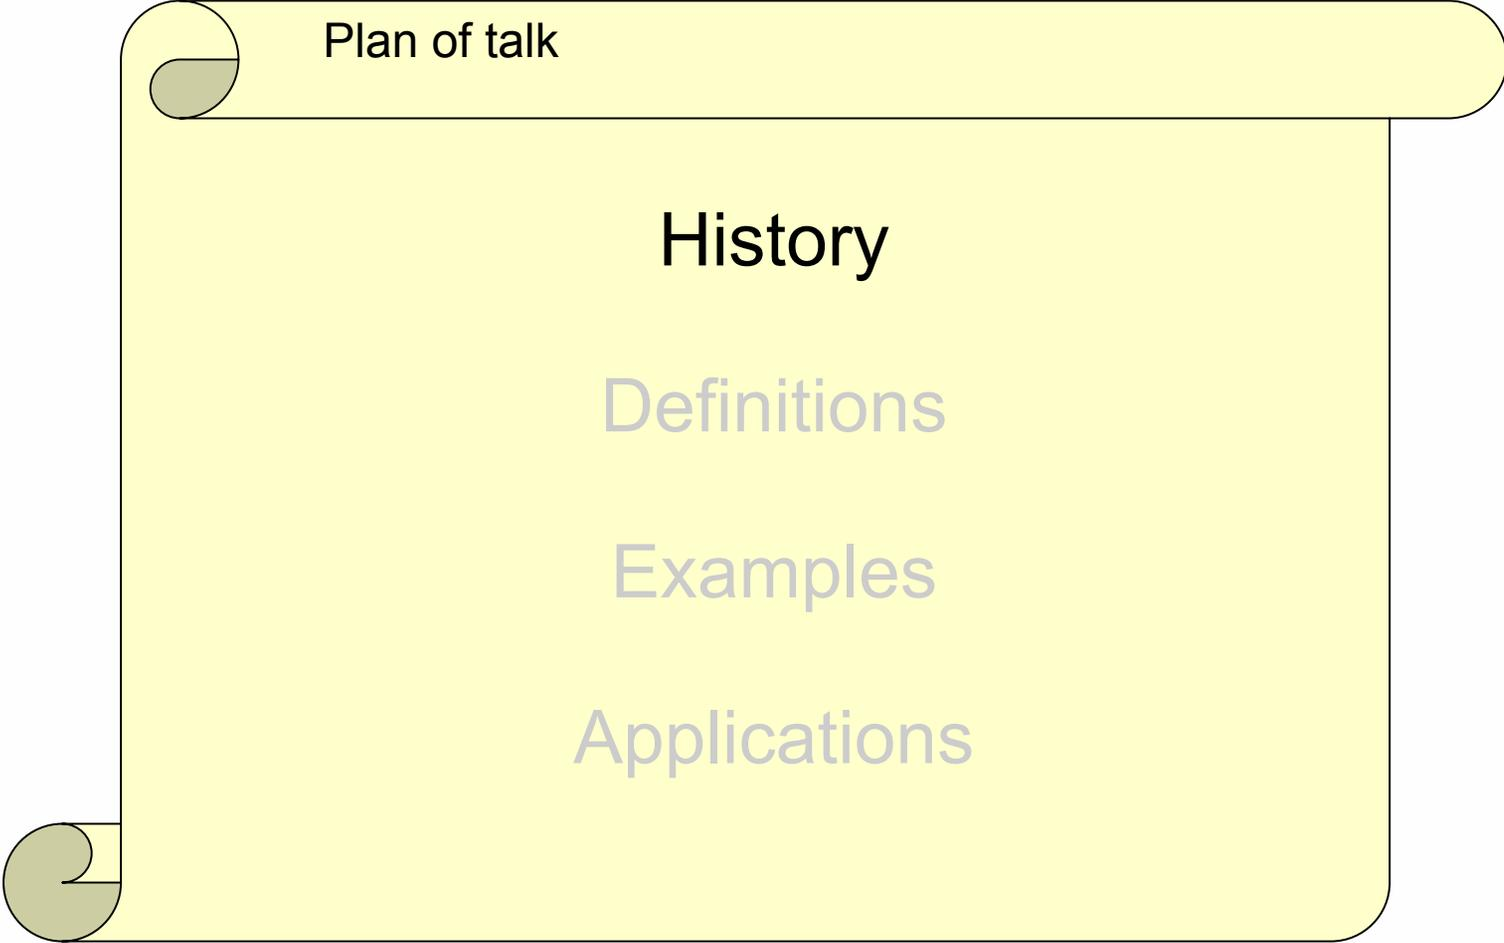 Plan of talk
History
Definitions
Examples
Applications